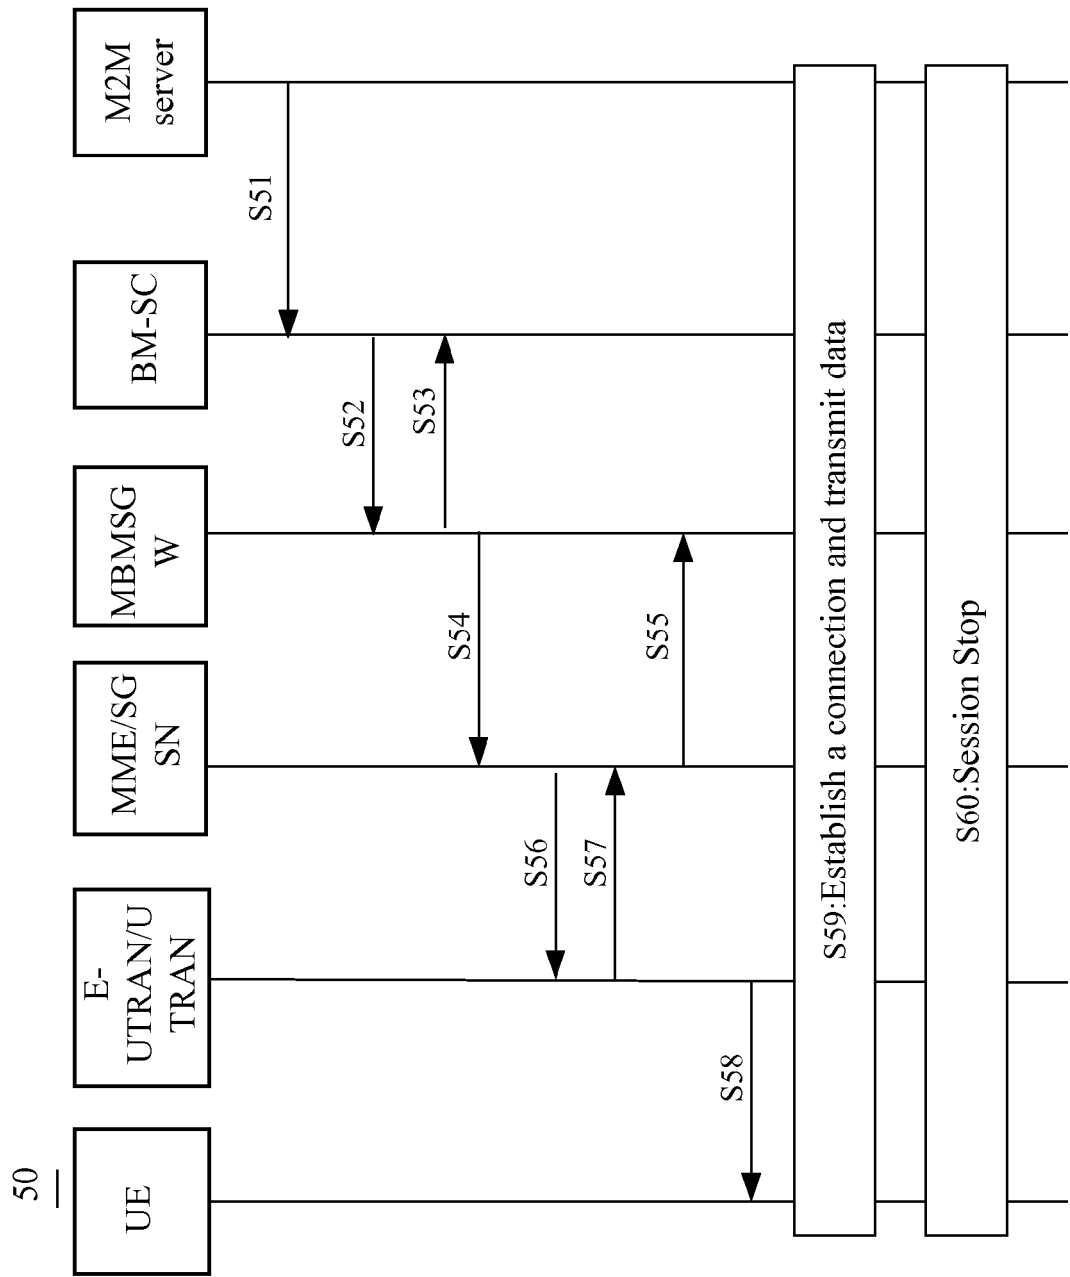 50
UE
E-
UTRAN/U
TRAN
MME/SG
SN
MBMSG
W
BM-SC
M2M
server
S51
S52
S53
S54
S56
S57
S55
S58
S59:Establish a connection and transmit data
S60:Session Stop